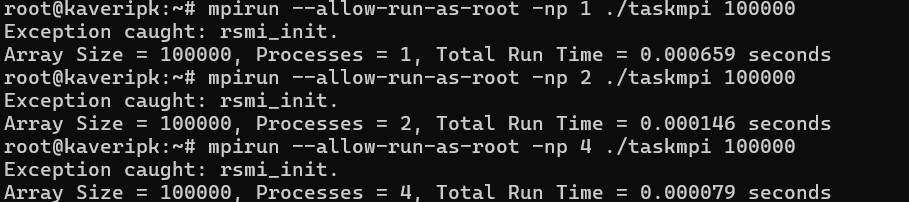 root@kaveripk:~# mpirun --allow-run-as-root -np 1 ./taskmpi 100000
Exception caught: rsmi_init.
Array Size = 100000, Processes = 1, Total Run Time = 0.000659 seconds
root@kaveripk:~# mpirun --allow-run-as-root -np 2 ./taskmpi 100000
Exception caught: rsmi_init.
Array Size = 100000, Processes = 2, Total Run Time = 0.000146 seconds
root@kaveripk:~# mpirun --allow-run-as-root -np 4 ./taskmpi 100000
Exception caught: rsmi_init.
Array Size = 100000, Processes = 4, Total Run Time = 0.000079 seconds